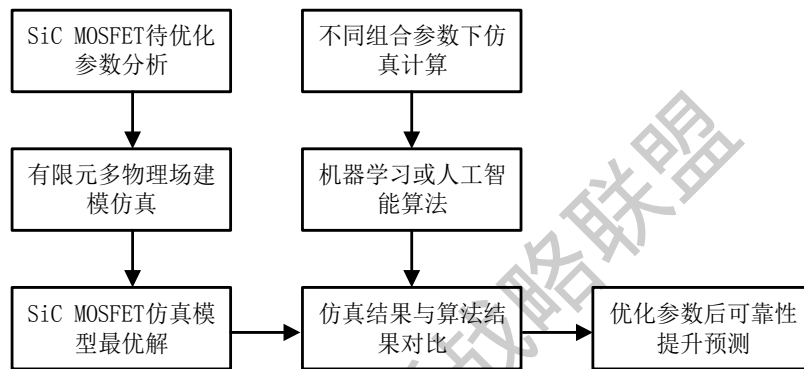 SiC MOSFET待优化
参数分析
不同组合参数下仿
真计算
有限元多物理场建
模仿真
机器学习或人工智
能算法
SiC MOSFET仿真模
型最优解
仿真结果与算法结
果对比
优化参数后可靠性
提升预测
战略联盟